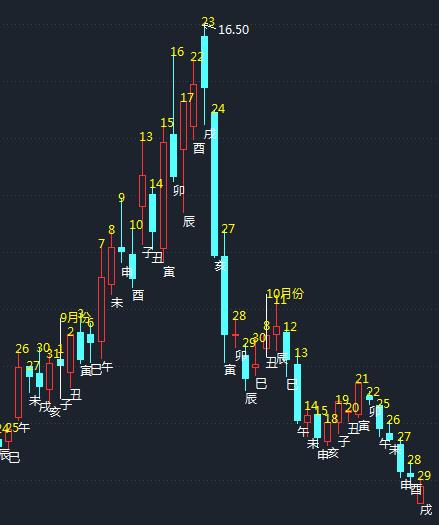 23
16.50
16
22
17
24
15
13
戌
酉
14
卯
9
辰
8
10
27
7
子
丑
亥
申
寅
酉
未
28
9月份
10月份
3
11
6
2
8
12
26
30
29
30
1
31
13
27
午
巳
寅
卯
丑
辰
寅
巳
巳
21
丑
辰
22
未
子
19
25
14
戌
15
20
卯
亥
18
26
24
25
午
丑
寅
午
子
27
午
未
辰
巳
申
亥
28
申
酉
29
戌